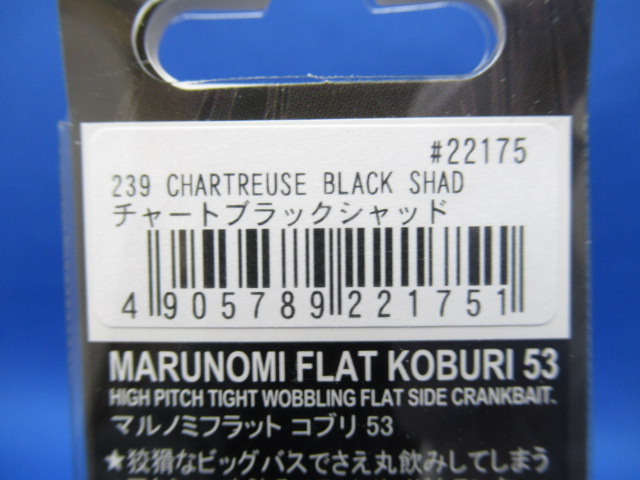 #22175
239 CHARTREUSE BLACK SHAD
チャートブラックシャッド
4 905789 221751
MARUNOMI FLAT KOBURI 53
HIGH PITCH TIGHT WOBBLING FLAT SIDE CRANKBAIT.
マルノミフラット コブリ 53
★狡猾なビッグバスでさえ丸飲みしてしまう